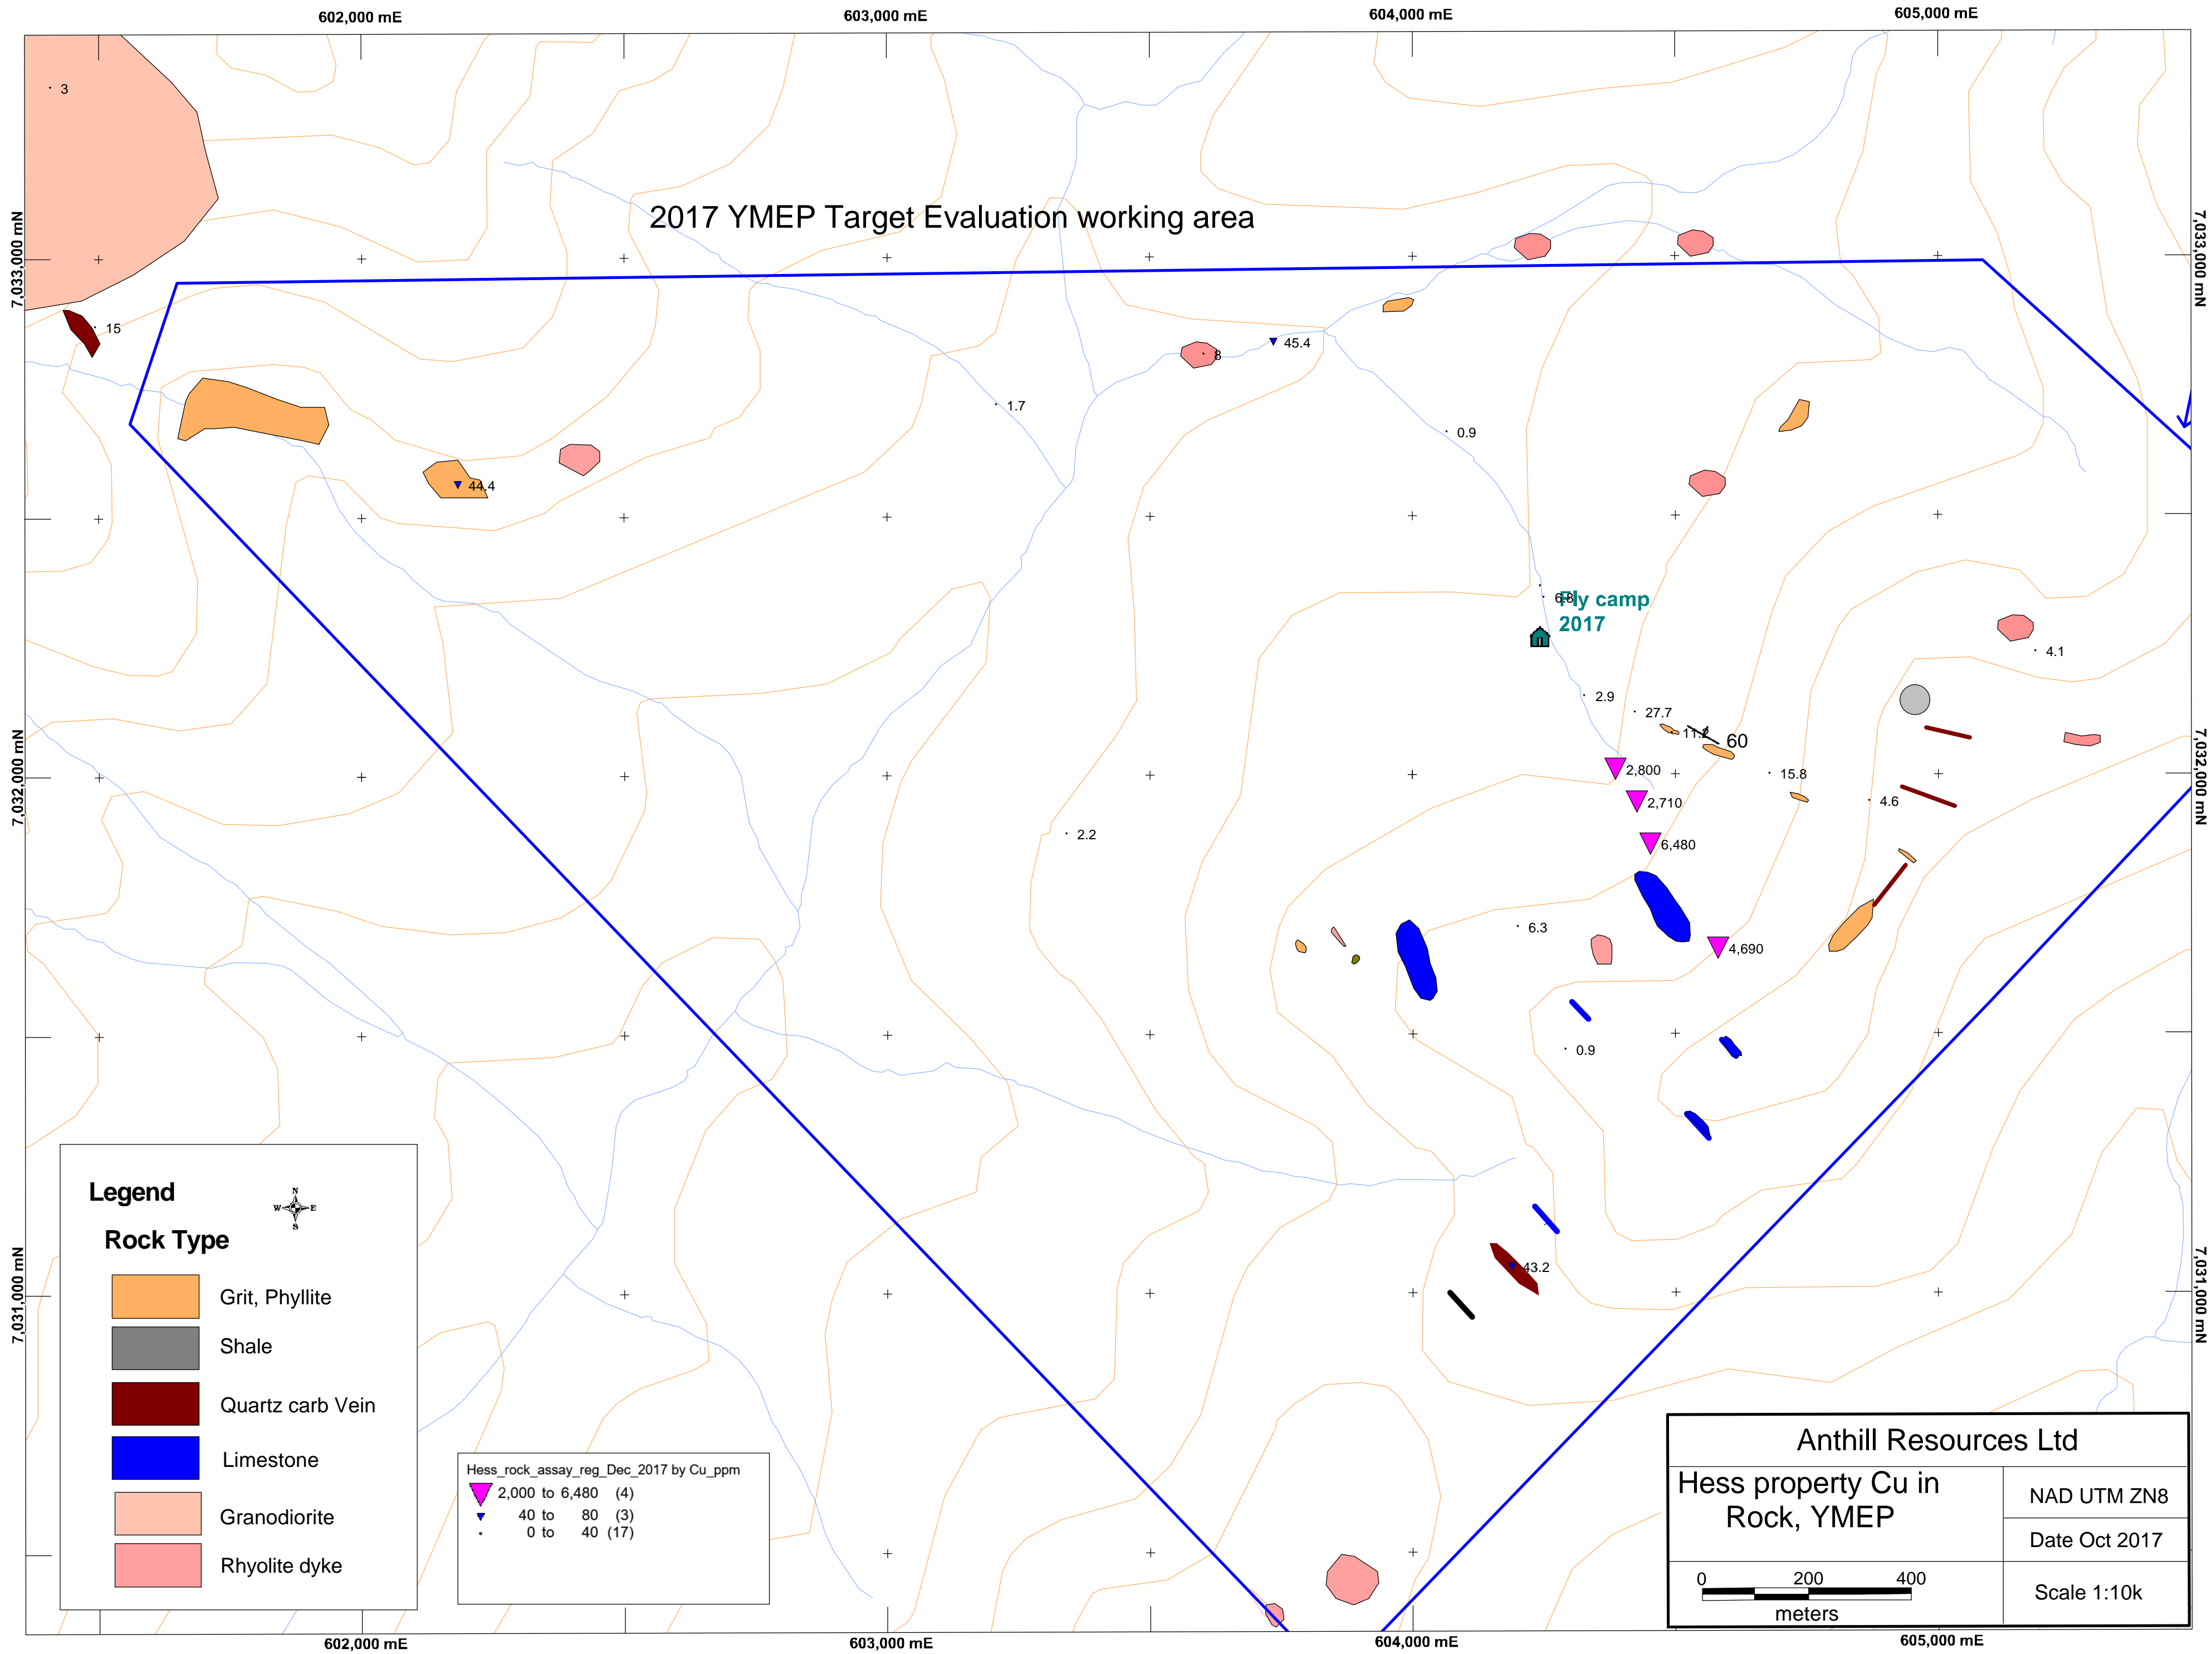 602,000 mE
603,000 mE
604,000 mE
605,000 mE
3
2017 YMEP Target Evaluation working area
7,033,000 mN
7,033,000 mN
15
45.4
8
1.7
0.9
44.4
6.8
Fly camp
2017
4.1
2.9
27.7
11.2
60
7,032,000 mN
7,032,000 mN
2,800
15.8
2,710
4.6
2.2
6,480
6.3
4,690
0.9
43.2
7,031,000 mN
7,031,000 mN
Legend
N
W
E
S
Rock Type
Grit, Phyllite
Shale
Quartz carb Vein
Limestone
Granodiorite
Rhyolite dyke
Hess_rock_assay_reg_Dec_2017 by Cu_ppm
2,000 to 6,480 (4)
40 to 80 (3)
0 to 40 (17)
Anthill Resources Ltd
Hess property Cu in
Rock, YMEP
NAD UTM ZN8
Date Oct 2017
Scale 1:10k
0 200 400
meters
602,000 mE
603,000 mE
604,000 mE
605,000 mE